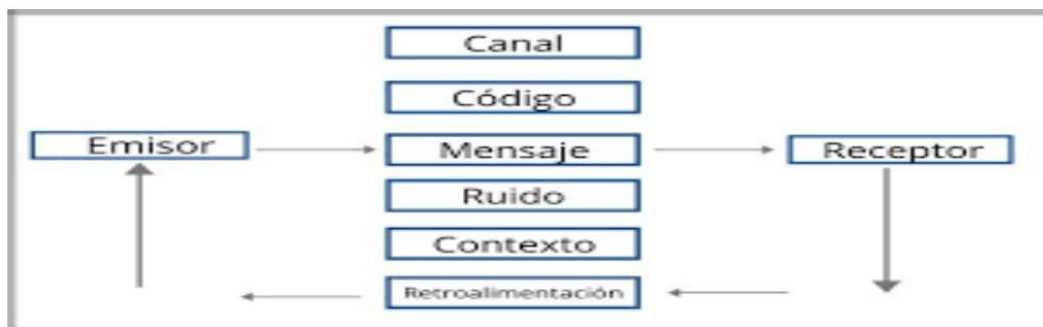 Canal
Código
Emisor
Mensaje
Receptor
Ruido
Contexto
Retroalimentación